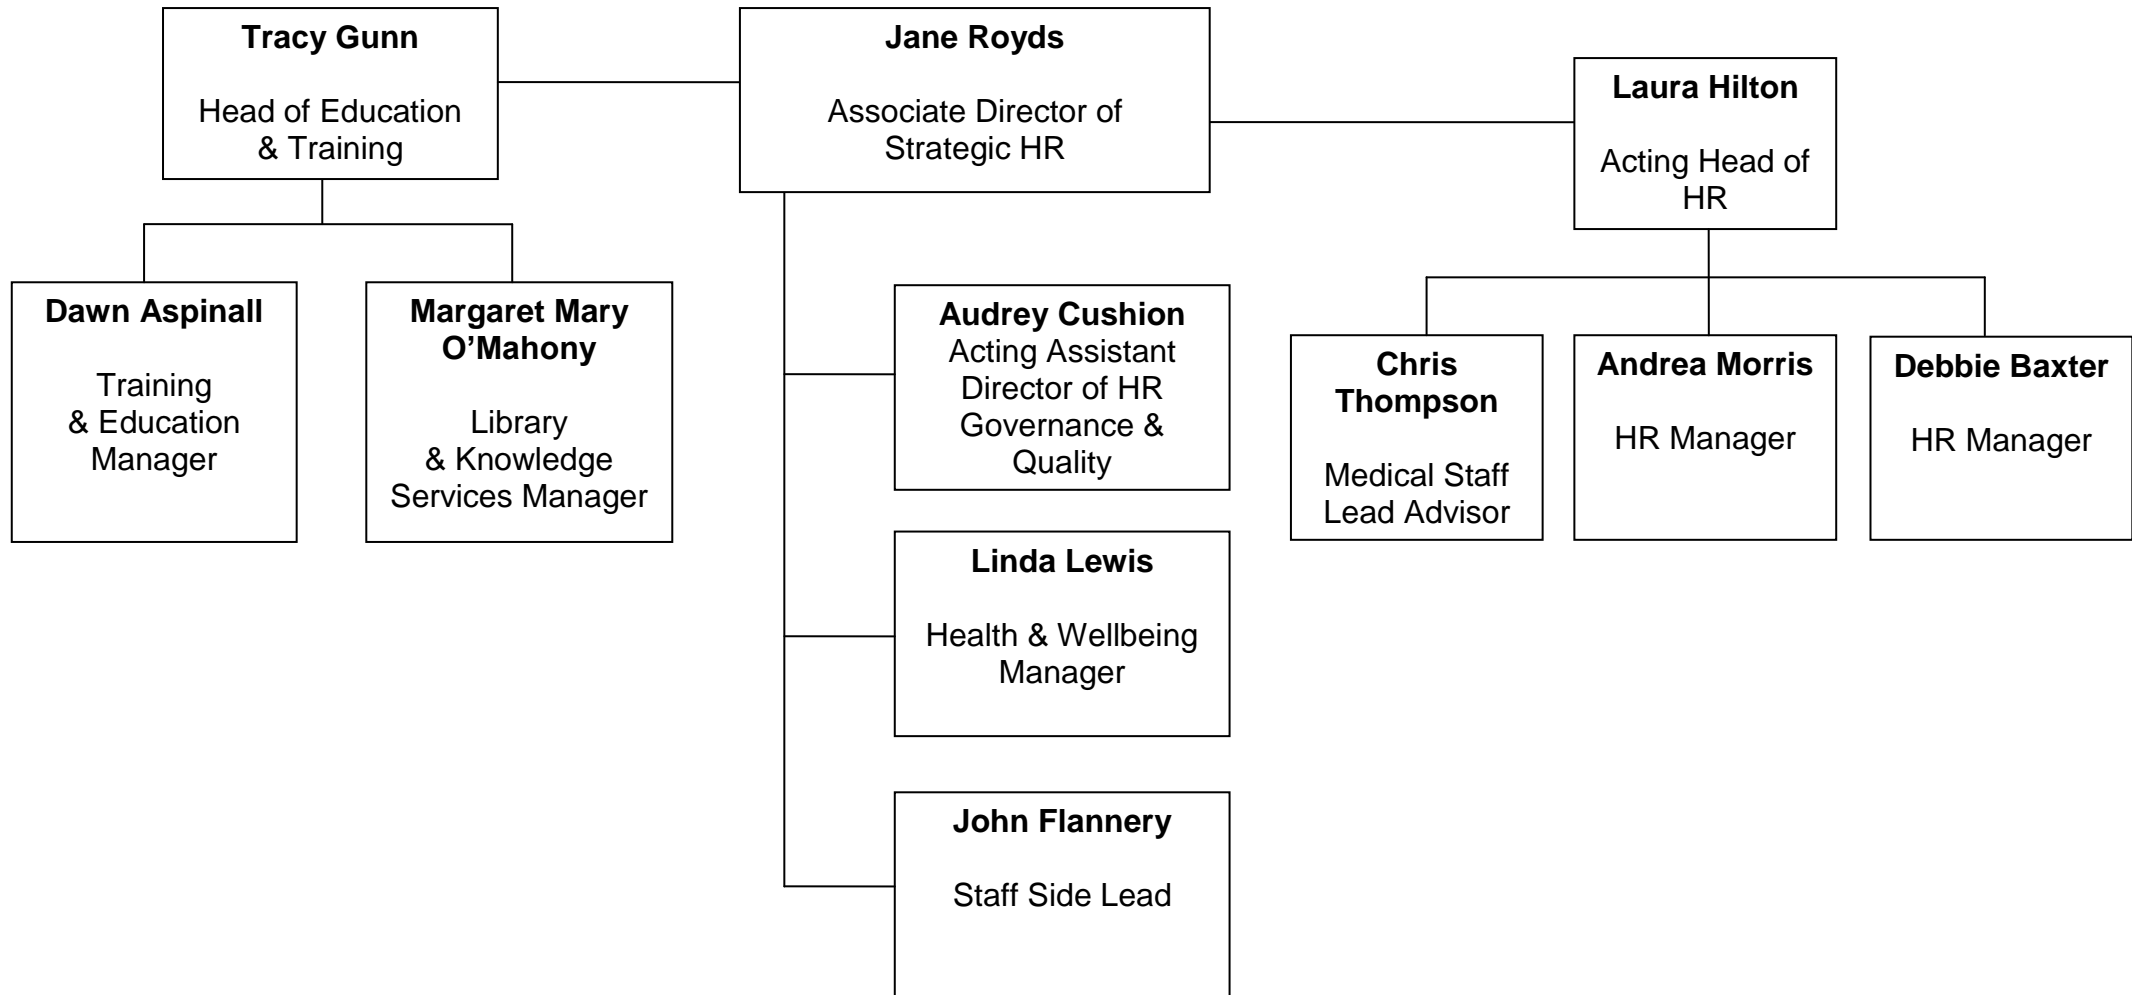 Tracy Gunn
Head of Education
& Training
Jane Royds
Associate Director of
Strategic HR
Laura Hilton
Acting Head of
HR
Dawn Aspinall
Training
& Education
Manager
Margaret Mary
O’Mahony
Library
& Knowledge
Services Manager
Audrey Cushion
Acting Assistant
Director of HR
Governance &
Quality
Linda Lewis
Health & Wellbeing
Manager
John Flannery
Staff Side Lead
Chris
Thompson
Medical Staff
Lead Advisor
Andrea Morris
HR Manager
Debbie Baxter
HR Manager